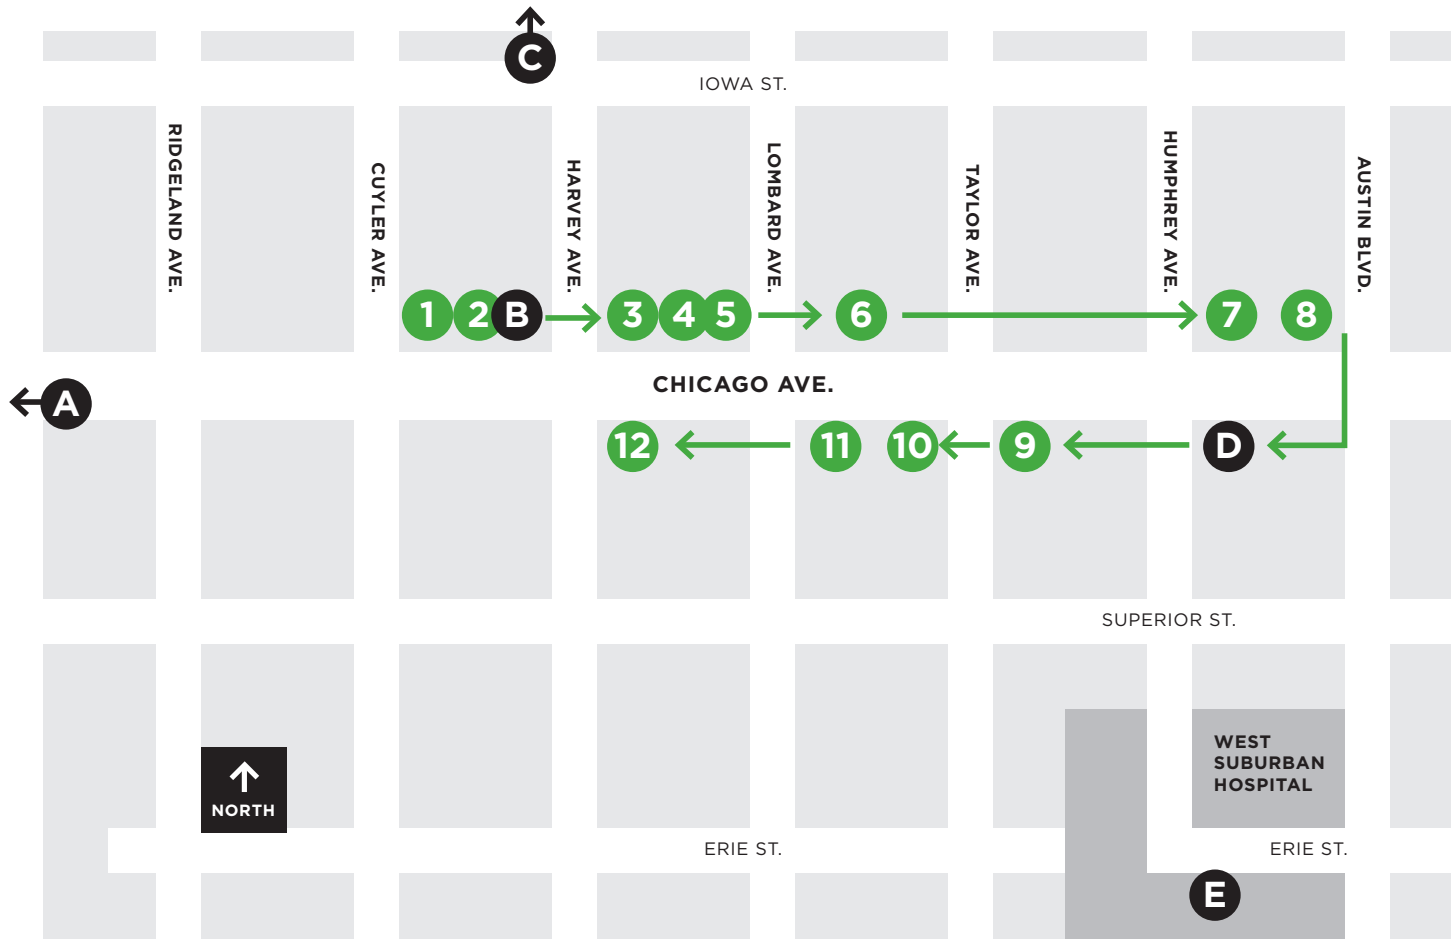 C
IOWA ST.
RIDGELAND AVE.
CUYLER AVE.
HARVEY AVE.
LOMBARD AVE.
TAYLOR AVE.
HUMPHREY AVE.
AUSTIN BLVD.
1
2
B
3
4
5
6
7
8
CHICAGO AVE.
A
12
11
10
9
D
SUPERIOR ST.
WEST
SUBURBAN
HOSPITAL
NORTH
ERIE ST.
ERIE ST.
E